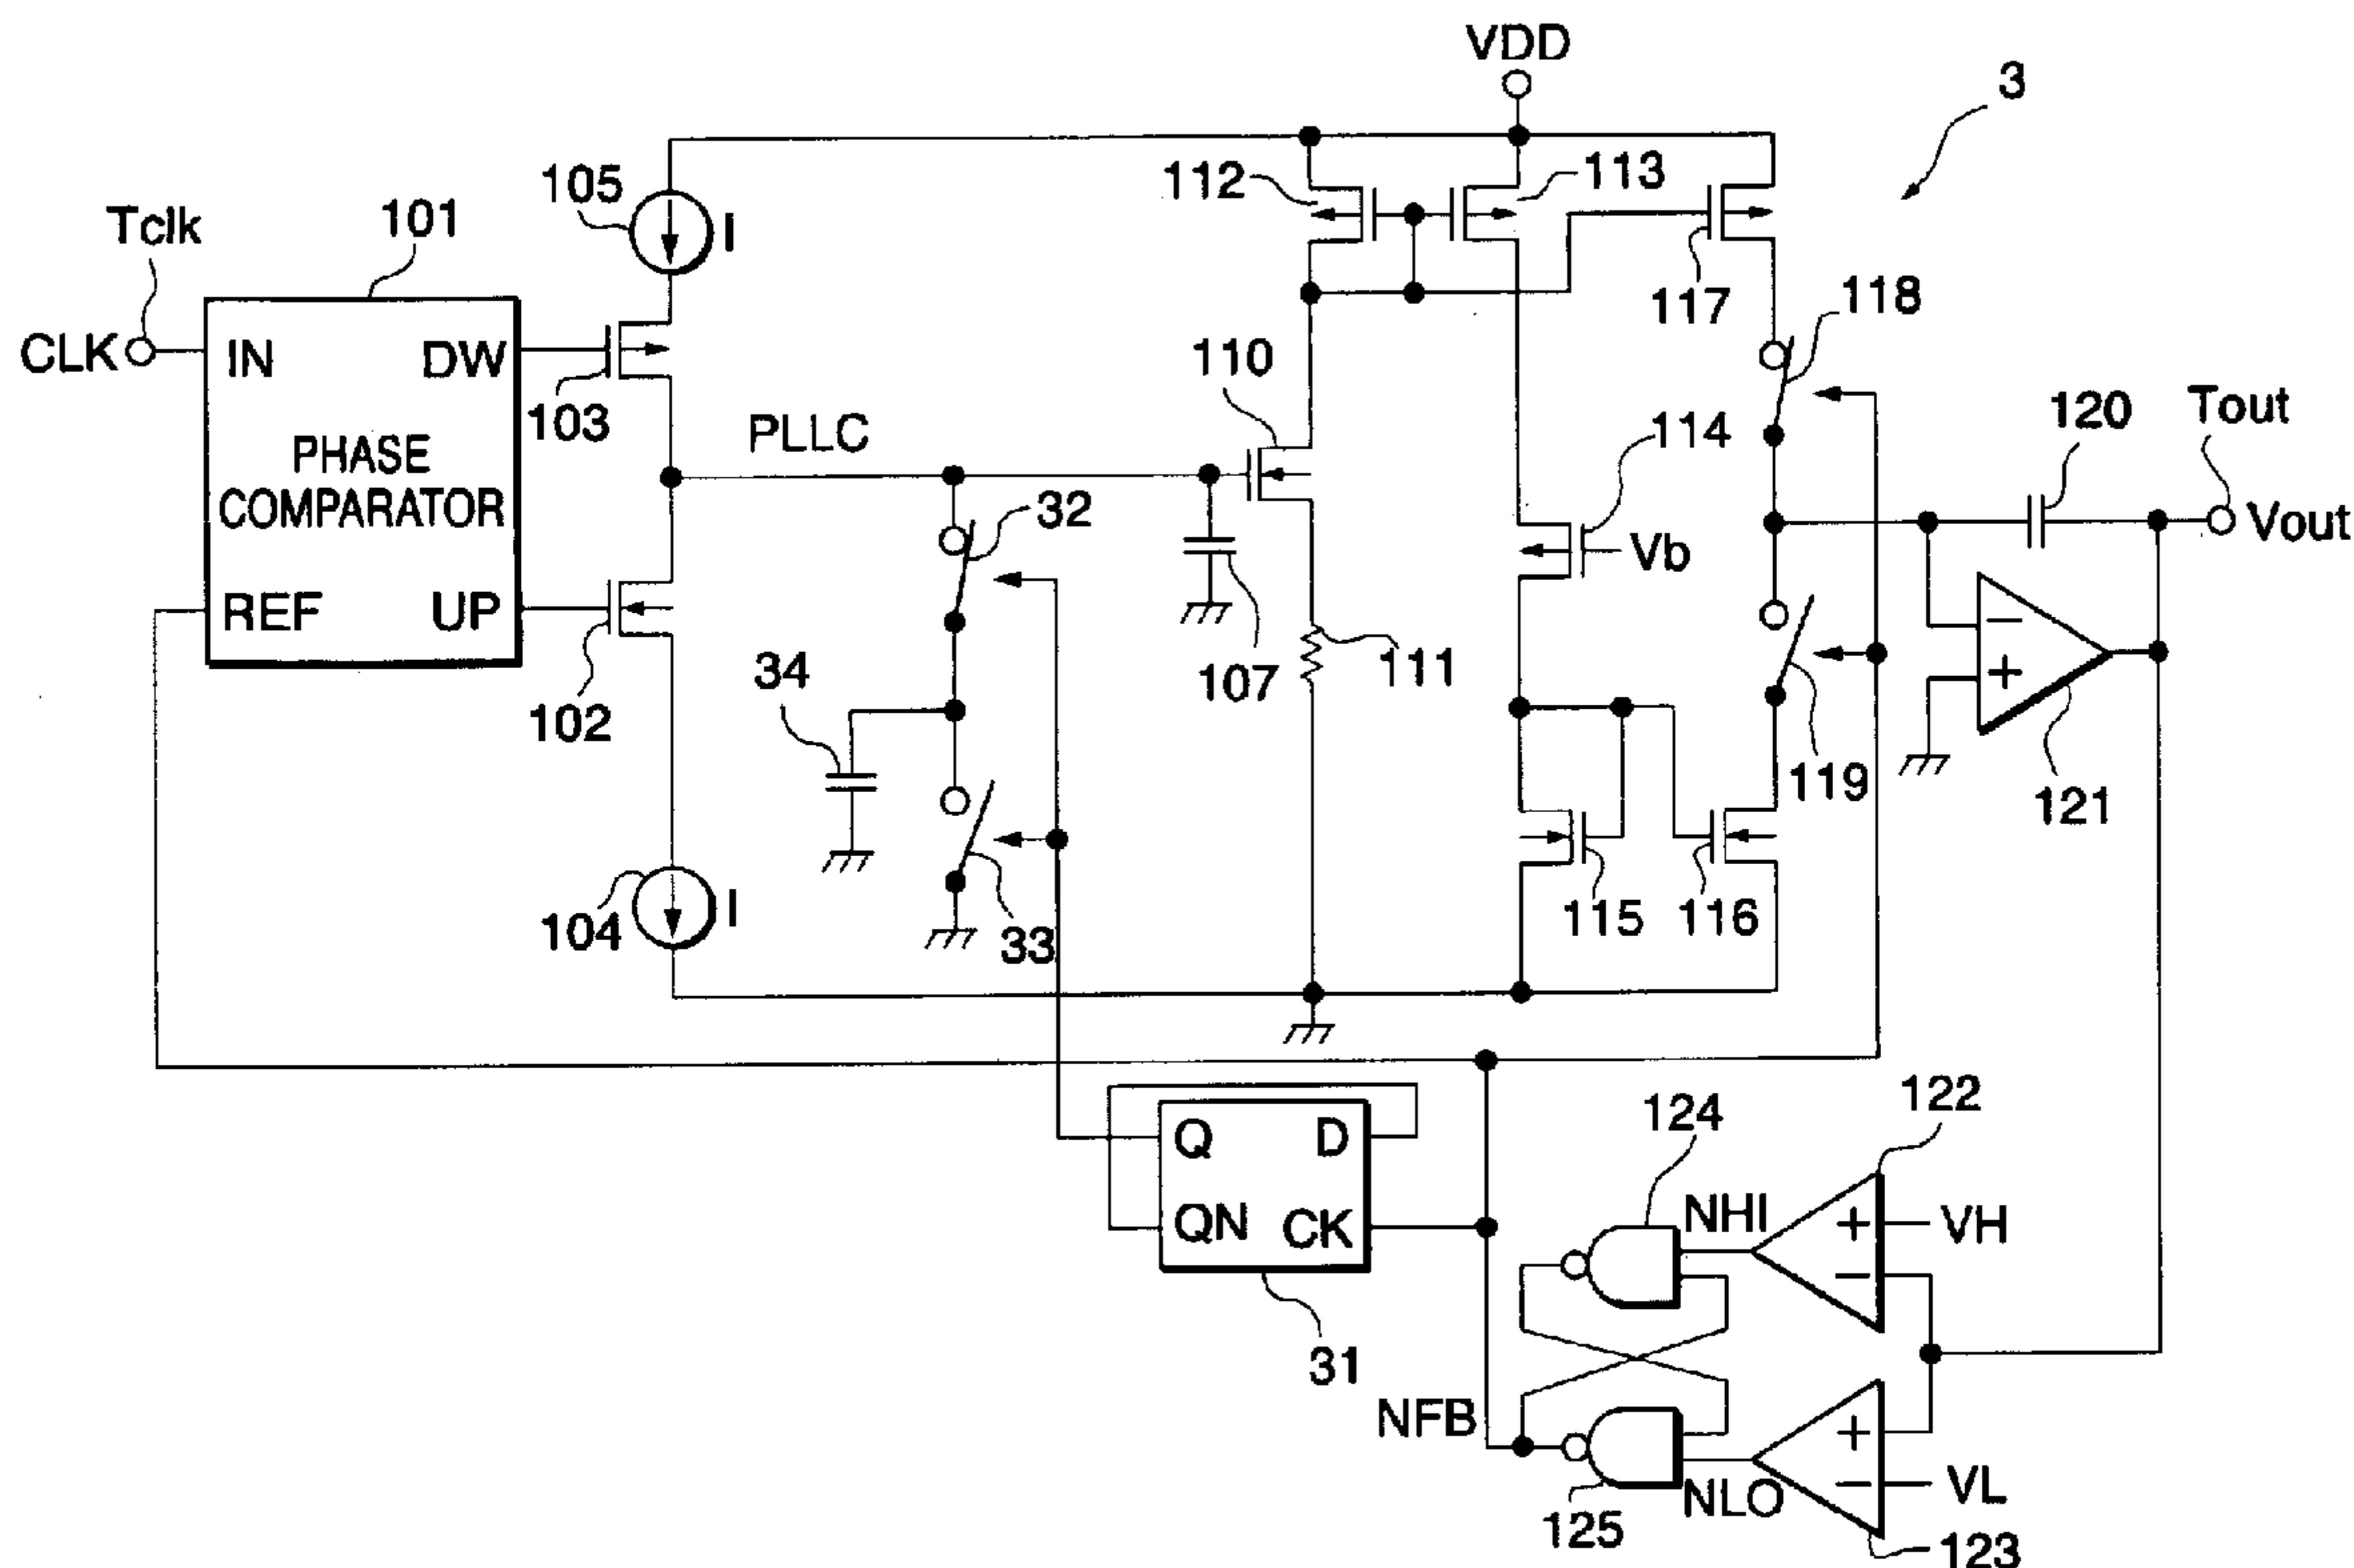 VDD
3
112
113
105
I
Tclk
101
117
118
CLK
IN
DW
103
110
PLLC
114
120
Tout
PHASE
COMPARATOR
32
Vb
Vout
REF
UP
107
111
34
102
−
+
119
121
104
I
33
115
116
124
122
Q
D
NHI
+
VH
QN
CK
−
31
NFB
+
NLO
−
VL
125
123